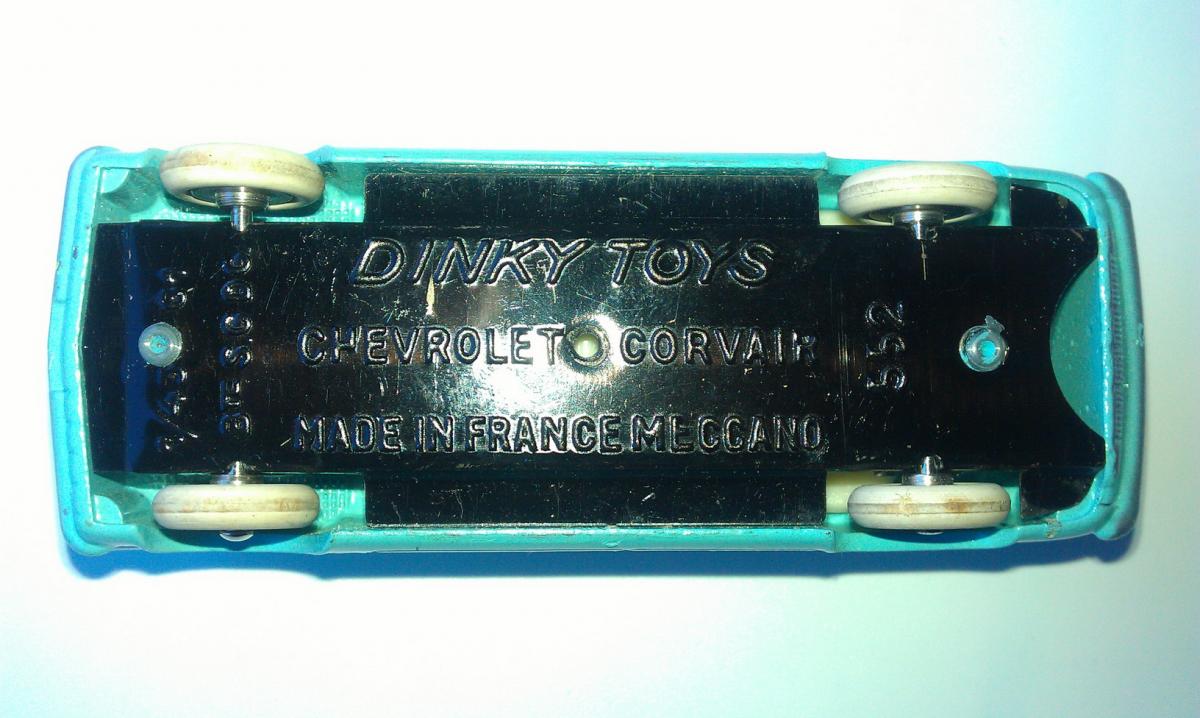 DINKY TOYS
CHEVROLET CORVAIR
MADE IN FRANCE MECCANO
552